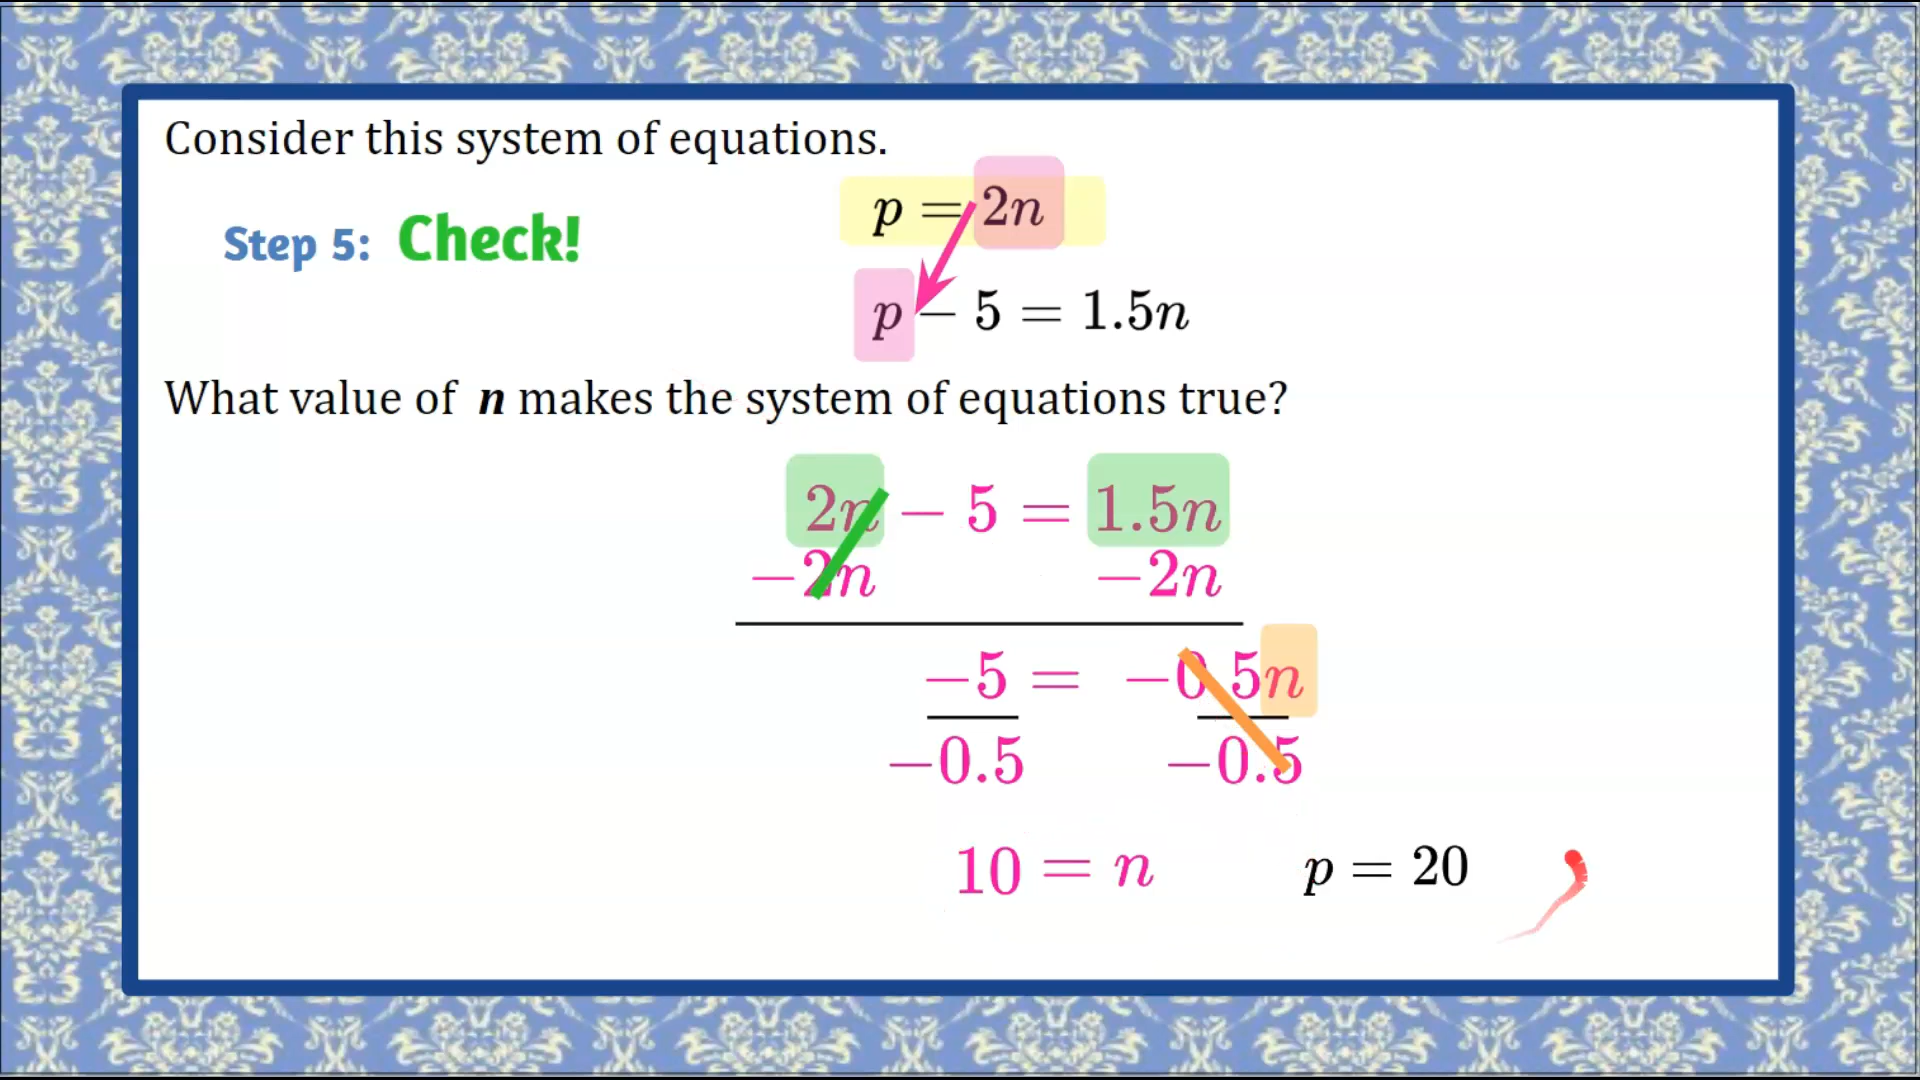 Consider this system of equations.
p = 2n
Step 5: Check!
p − 5 = 1.5n
What value of n makes the system of equations true?
2n − 5 = 1.5n
−2n −2n
−5 = −0.5n
−0.5 −0.5
10 = n p = 20